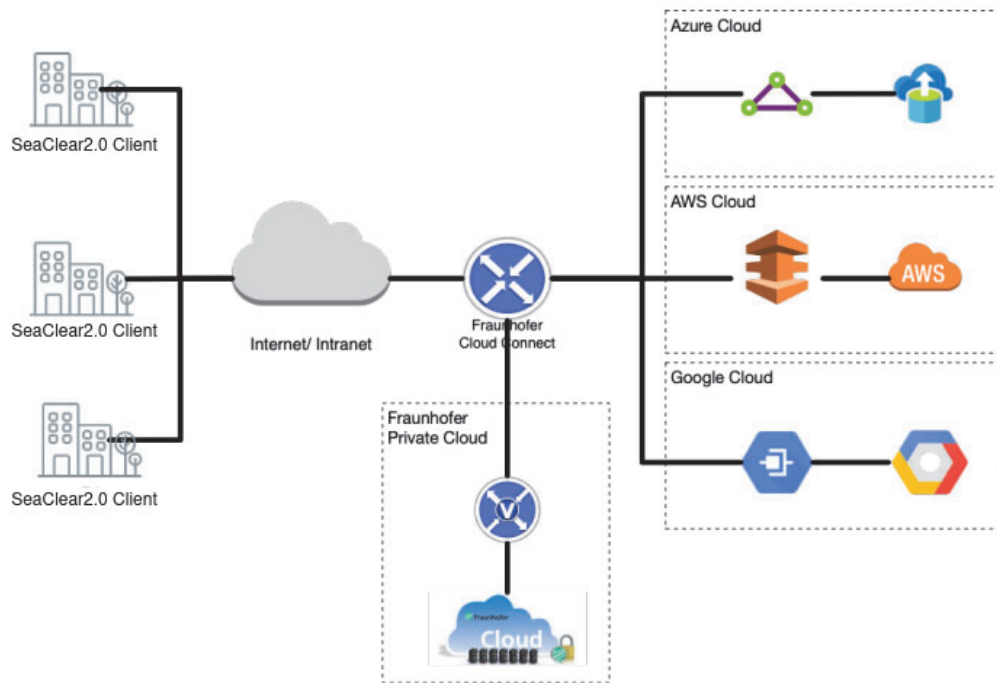 Azure Cloud
SeaClear2.0 Client
AWS Cloud
AWS
SeaClear2.0 Client
Internet/ Intranet
Fraunhofer
Cloud Connect
Google Cloud
Fraunhofer
Private Cloud
SeaClear2.0 Client
V
Fraunhofer
Cloud